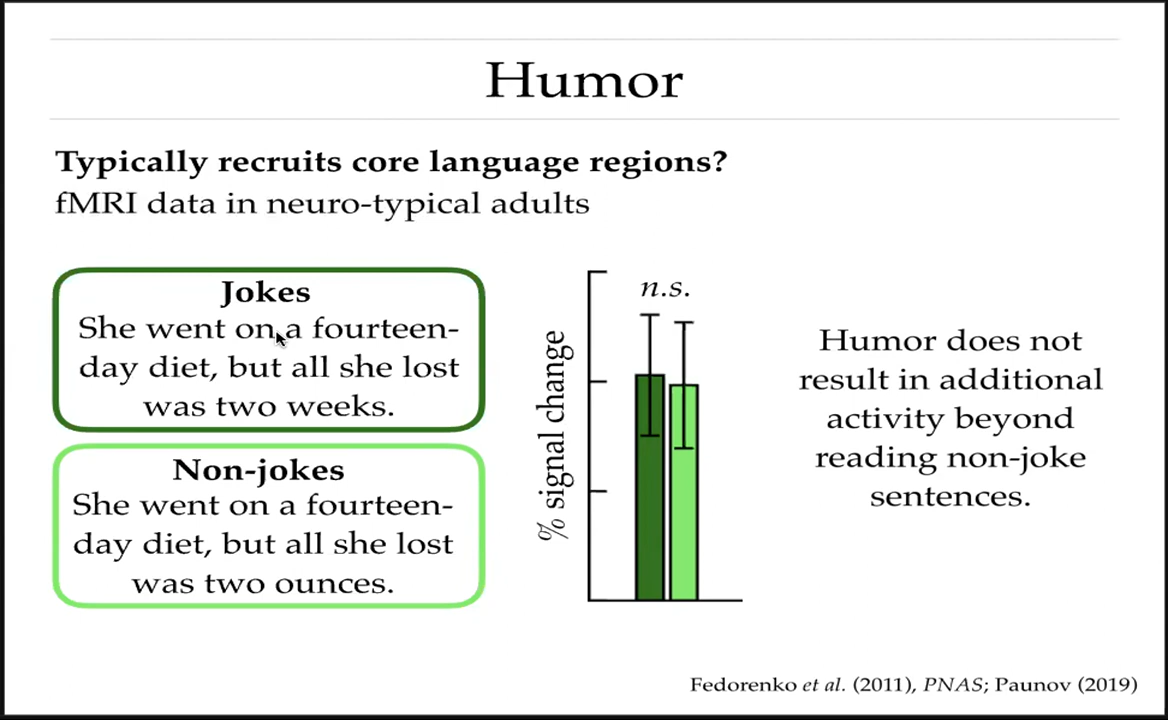 Humor
Typically recruits core language regions?
fMRI data in neuro-typical adults
Jokes
She went on a fourteen-
day diet, but all she lost
was two weeks.
Non-jokes
She went on a fourteen-
day diet, but all she lost
was two ounces.
% signal change
n.s.
Humor does not
result in additional
activity beyond
reading non-joke
sentences.
Fedorenko et al. (2011), PNAS; Paunov (2019)